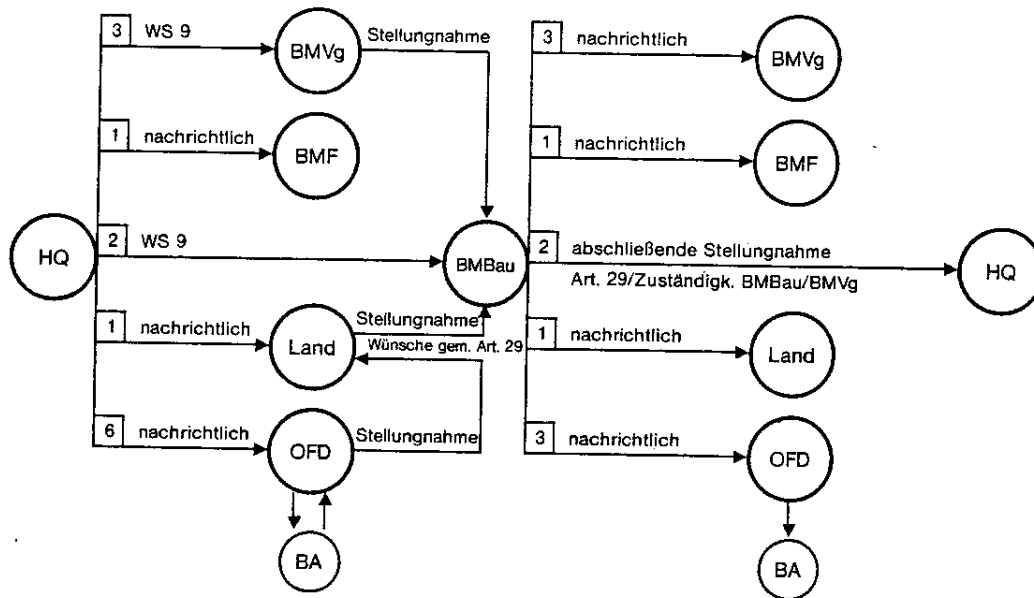 3 WS 9 BMVg Stellungnahme
1 nachrichtlich BMF
HQ 2 WS 9 BMBau
1 nachrichtlich Land Stellungnahme
Wünsche gem. Art. 29
6 nachrichtlich OFD Stellungnahme
BA
3 nachrichtlich BMVg
1 nachrichtlich BMF
2 abschließende Stellungnahme HQ
Art. 29/Zuständigk. BMBau/BMVg
1 nachrichtlich Land
3 nachrichtlich OFD
BA